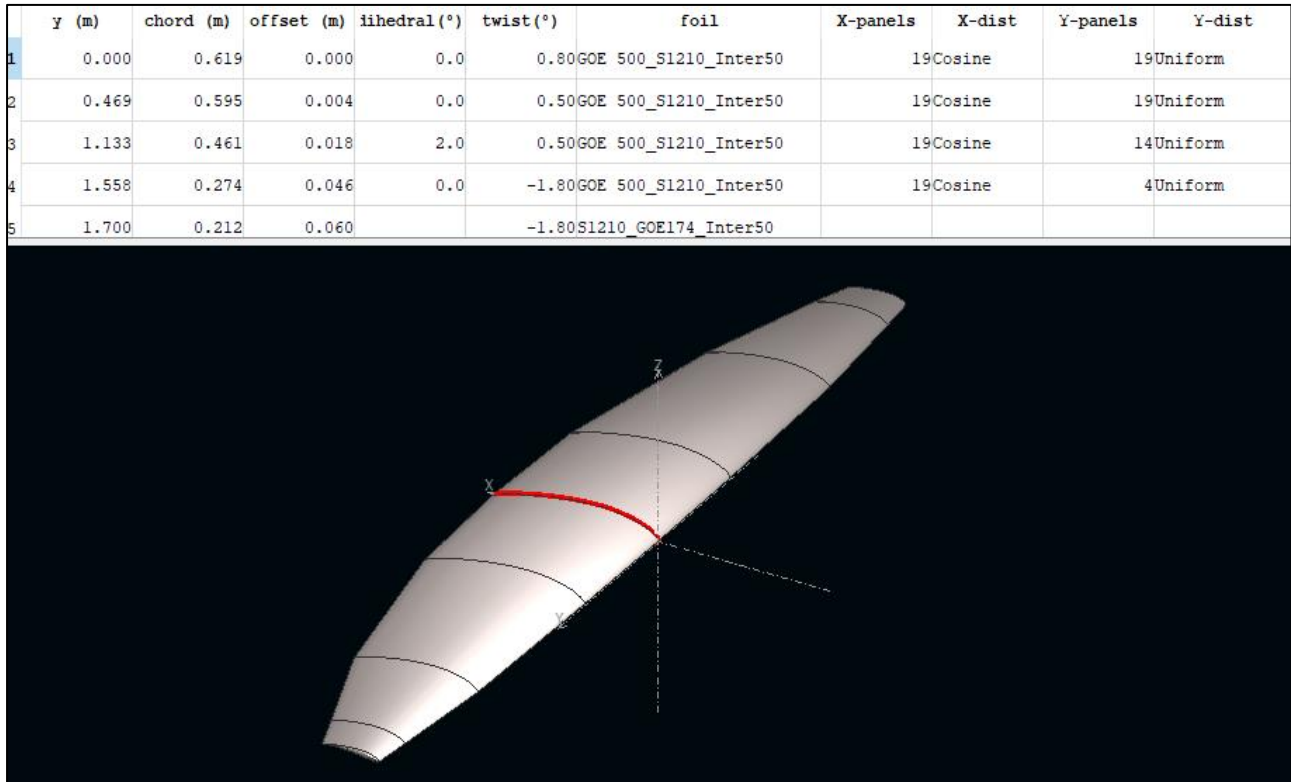 y (m) chord (m) offset (m) iihedral(°) twist(°) foil X-panels X-dist Y-panels Y-dist
1 0.000 0.619 0.000 0.0 0.80GOE 500_S1210_Inter50 19Cosine 19Uniform
2 0.469 0.595 0.004 0.0 0.50GOE 500_S1210_Inter50 19Cosine 19Uniform
3 1.133 0.461 0.018 2.0 0.50GOE 500_S1210_Inter50 19Cosine 14Uniform
4 1.558 0.274 0.046 0.0 -1.80GOE 500_S1210_Inter50 19Cosine 4Uniform
5 1.700 0.212 0.060 -1.80S1210_GOE174_Inter50
Z
X
Y